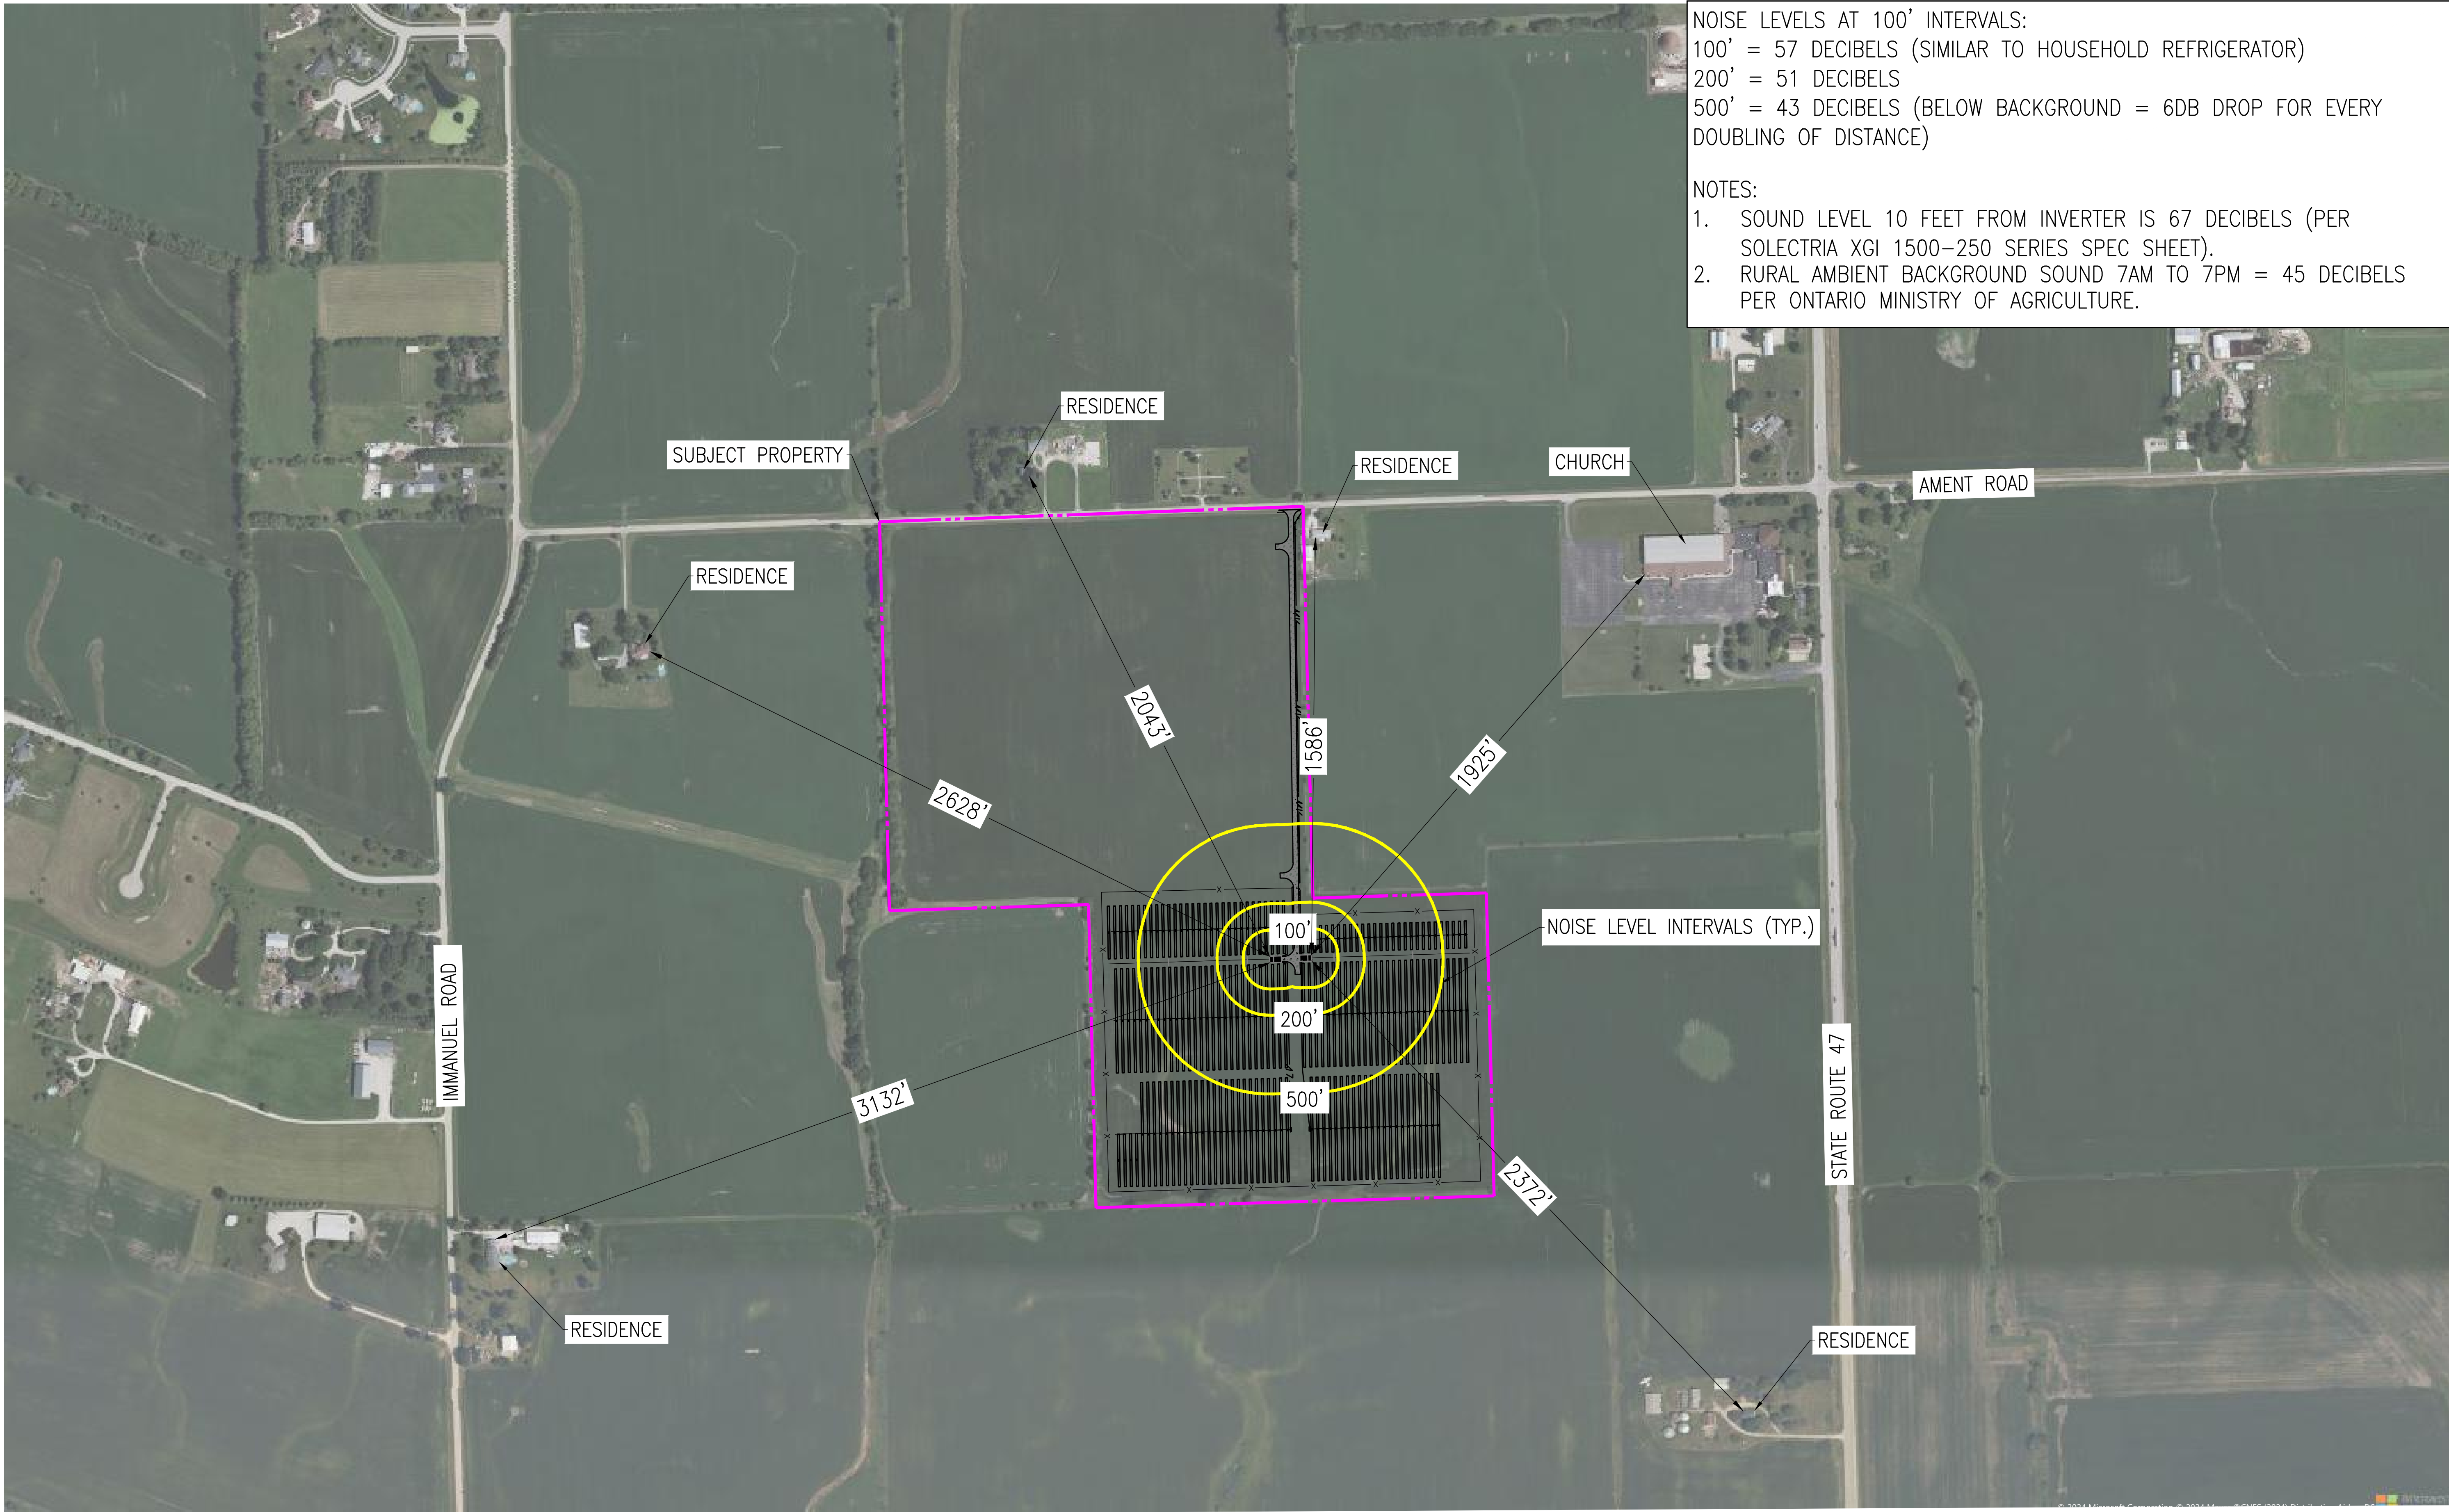 NOISE LEVELS AT 100' INTERVALS:
100' = 57 DECIBELS (SIMILAR TO HOUSEHOLD REFRIGERATOR)
200' = 51 DECIBELS
500' = 43 DECIBELS (BELOW BACKGROUND = 6DB DROP FOR EVERY
DOUBLING OF DISTANCE)
NOTES:
1. SOUND LEVEL 10 FEET FROM INVERTER IS 67 DECIBELS (PER
SOLECTRIA XGI 1500-250 SERIES SPEC SHEET).
2. RURAL AMBIENT BACKGROUND SOUND 7AM TO 7PM = 45 DECIBELS
PER ONTARIO MINISTRY OF AGRICULTURE.
RESIDENCE
SUBJECT PROPERTY
RESIDENCE
CHURCH
AMENT ROAD
RESIDENCE
2043'
1586'
1925'
2628'
100'
NOISE LEVEL INTERVALS (TYP.)
200'
IMMANUEL ROAD
3132'
500'
STATE ROUTE 47
2372'
RESIDENCE
RESIDENCE